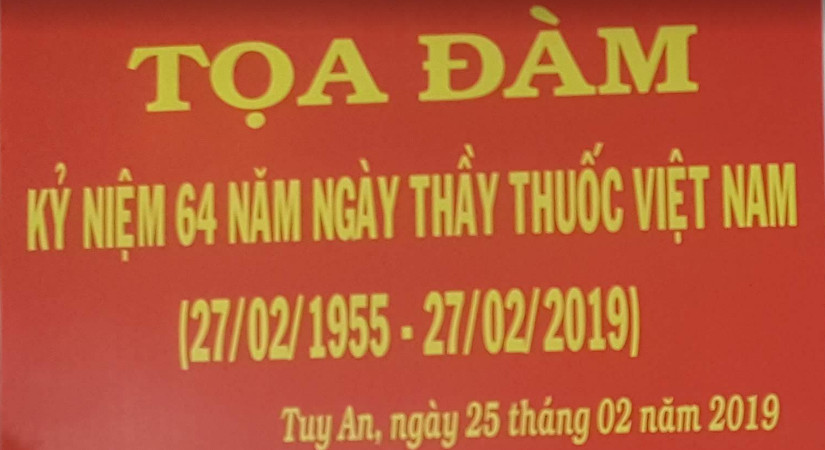 TỌA ĐÀM
KỶ NIỆM 64 NĂM NGÀY THẦY THUỐC VIỆT NAM
(27/02/1955 - 27/02/2019)
Tuy An, ngày 25 tháng 02 năm 2019